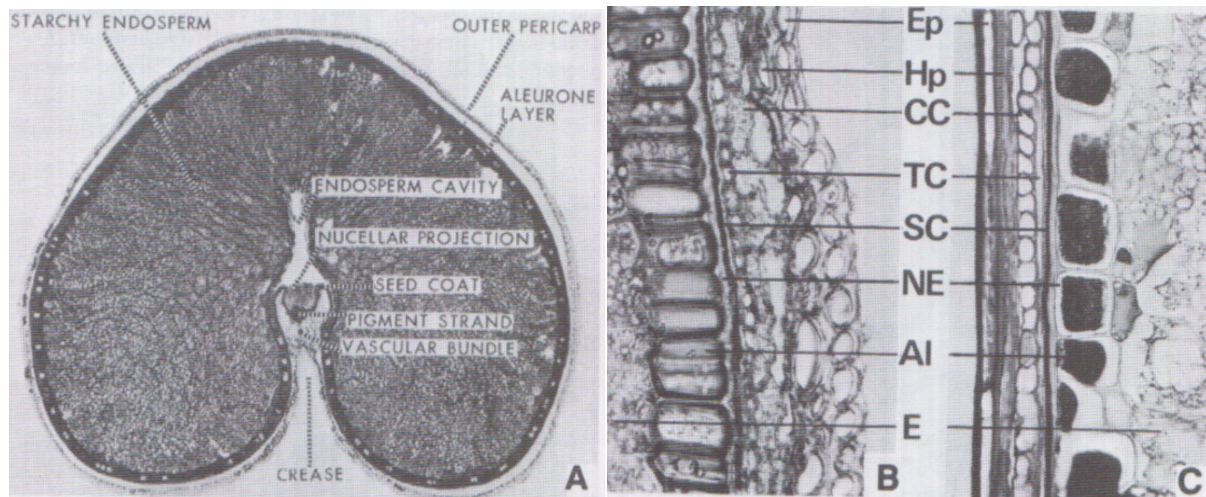 STARCHY ENDOSPERM
OUTER PERICARP
ALEURONE
LAYER
ENDOSPERM CAVITY
NUCELLAR PROJECTION
SEED COAT
PIGMENT STRAND
VASCULAR BUNDLE
CREASE
A
Ep
Hp
CC
TC
SC
NE
Al
E
B
C